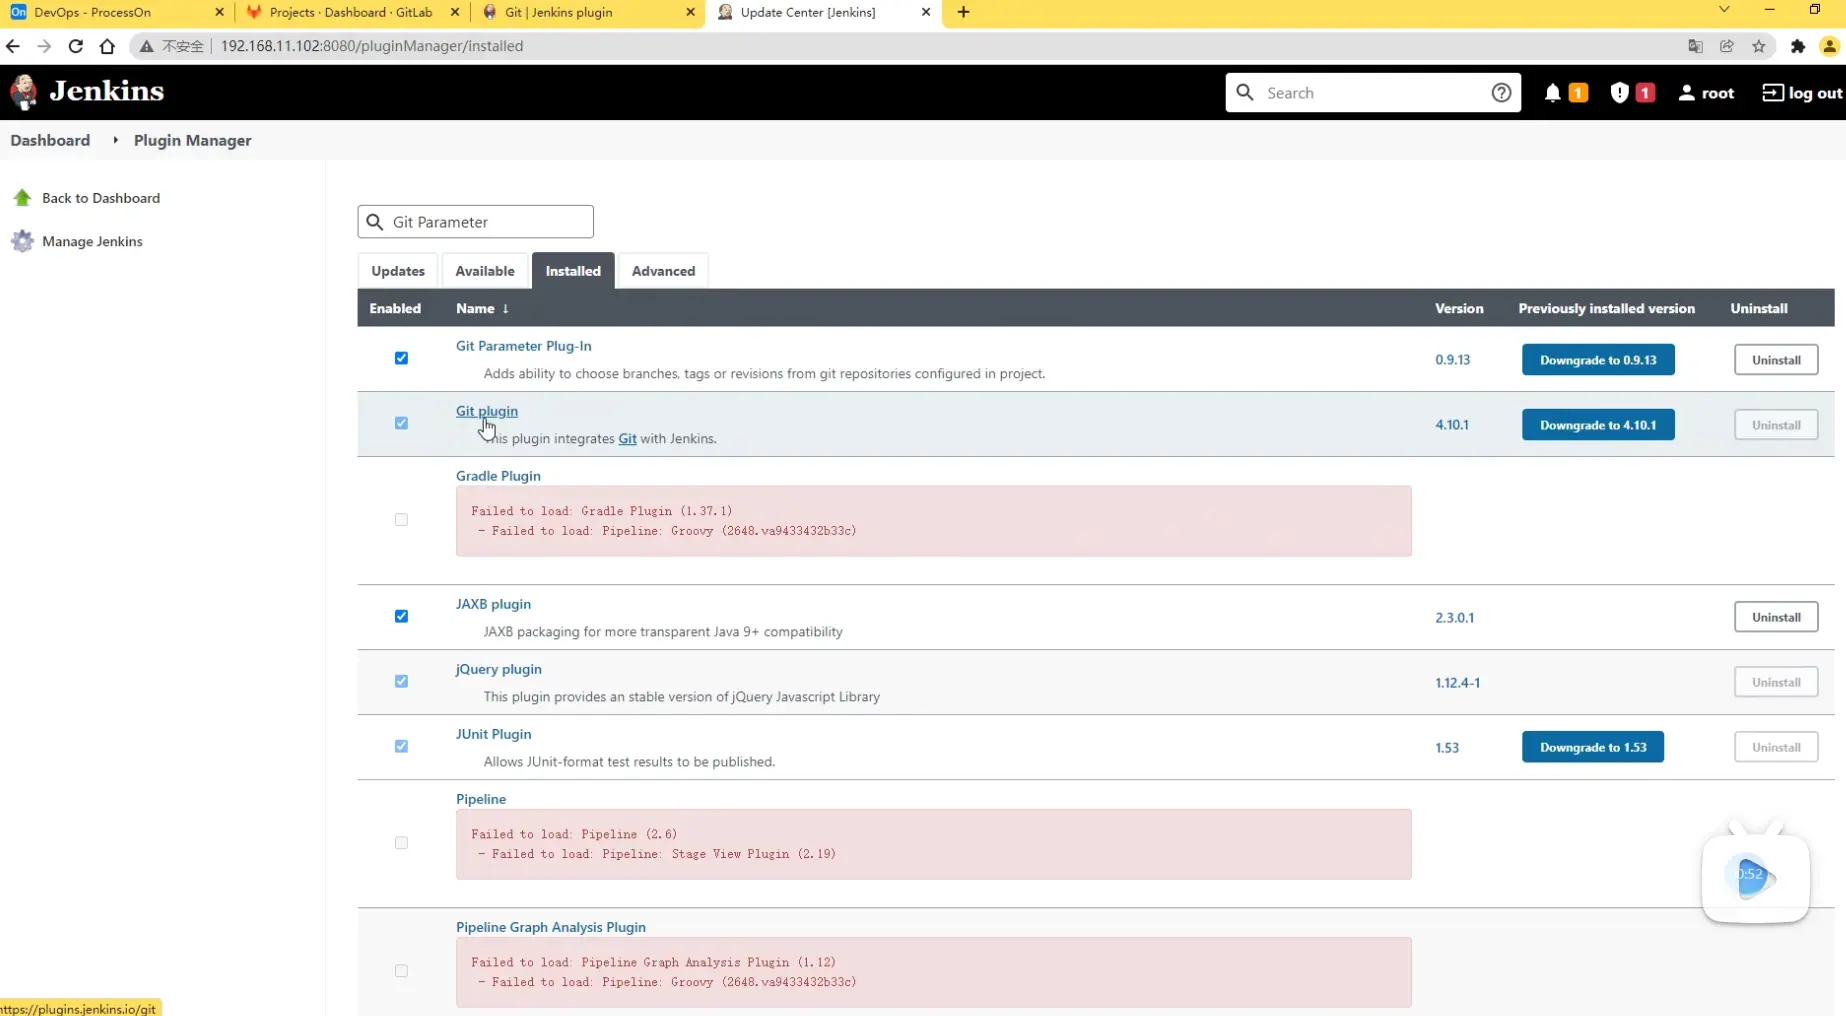 On DevOps - ProcessOn
Projects · Dashboard · GitLab
Git | Jenkins plugin
Update Center [Jenkins]
不安全 192.168.11.102:8080/pluginManager/installed
Jenkins
Search
1
1
root
log out
Dashboard
Plugin Manager
Back to Dashboard
Manage Jenkins
Git Parameter
Updates
Available
Installed
Advanced
Enabled
Name ↓
Version
Previously installed version
Uninstall
Git Parameter Plug-In
Adds ability to choose branches, tags or revisions from git repositories configured in project.
0.9.13
Downgrade to 0.9.13
Uninstall
Git plugin
This plugin integrates Git with Jenkins.
4.10.1
Downgrade to 4.10.1
Uninstall
Gradle Plugin
Failed to load: Gradle Plugin (1.37.1)
- Failed to load: Pipeline: Groovy (2648.va9433432b33c)
JAXB plugin
JAXB packaging for more transparent Java 9+ compatibility
2.3.0.1
Uninstall
jQuery plugin
This plugin provides an stable version of jQuery Javascript Library
1.12.4-1
Uninstall
JUnit Plugin
Allows JUnit-format test results to be published.
1.53
Downgrade to 1.53
Uninstall
Pipeline
Failed to load: Pipeline (2.6)
- Failed to load: Pipeline: Stage View Plugin (2.19)
0:52
Pipeline Graph Analysis Plugin
Failed to load: Pipeline Graph Analysis Plugin (1.12)
- Failed to load: Pipeline: Groovy (2648.va9433432b33c)
https://plugins.jenkins.io/git